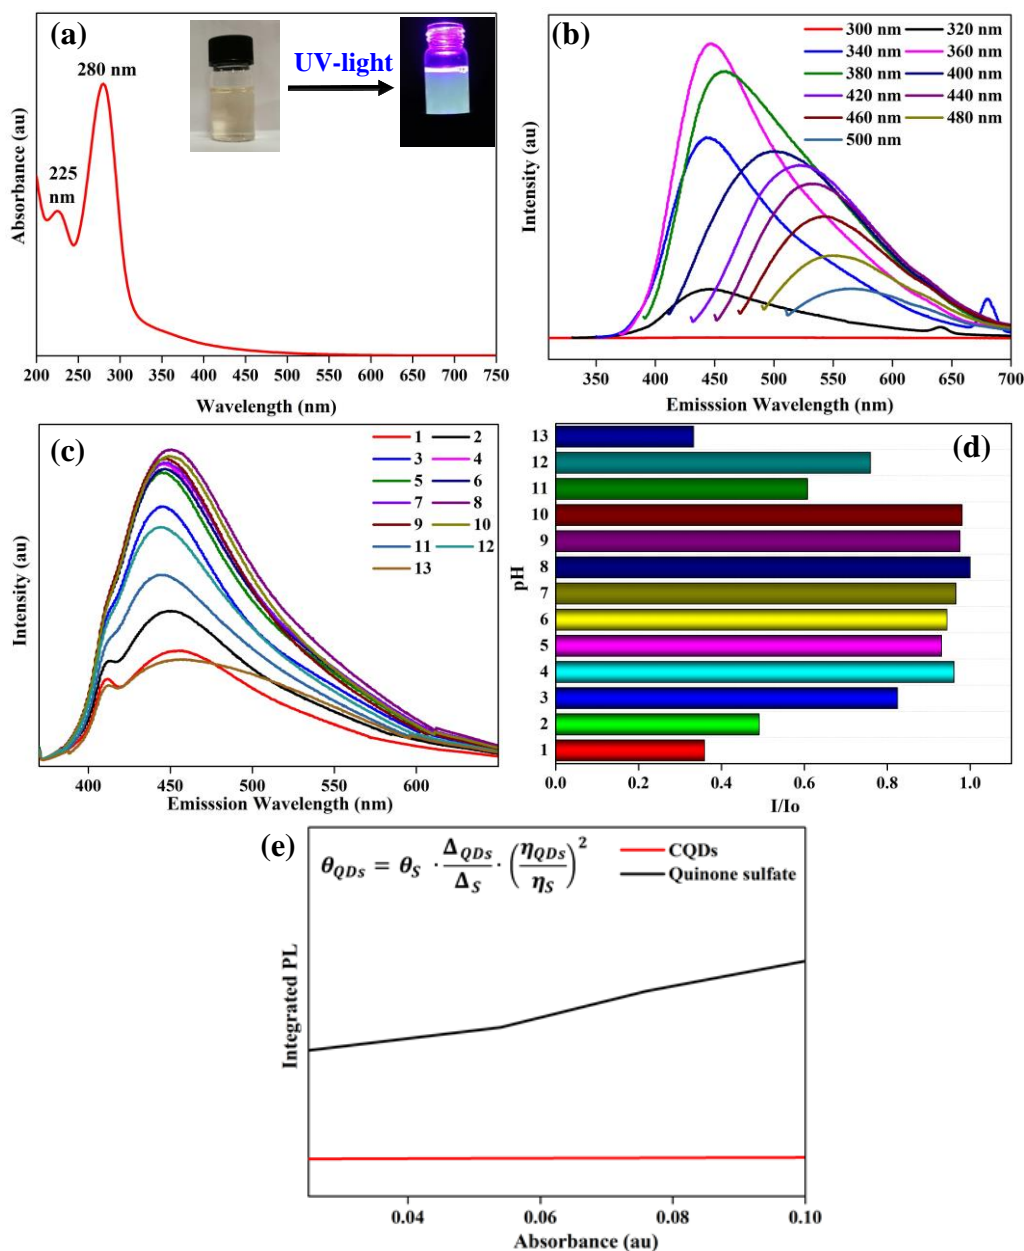 (a)
280 nm
225
nm
UV-light
Absorbance (au)
200 250 300 350 400 450 500 550 600 650 700 750
Wavelength (nm)
(b)
300 nm 320 nm
340 nm 360 nm
380 nm 400 nm
420 nm 440 nm
460 nm 480 nm
500 nm
Intensity (au)
350 400 450 500 550 600 650 700
Emisssion Wavelength (nm)
(c)
1 2
3 4
5 6
7 8
9 10
11 12
13
Intensity (au)
400 450 500 550 600
Emisssion Wavelength (nm)
(d)
13
12
11
10
9
8
7
6
5
4
3
2
1
pH
0.0 0.2 0.4 0.6 0.8 1.0
I/Io
(e)
θ_QDs = θ_S · Δ_QDs/Δ_S · (η_QDs/η_S)²
CQDs
Quinone sulfate
Integrated PL
0.04 0.06 0.08 0.10
Absorbance (au)